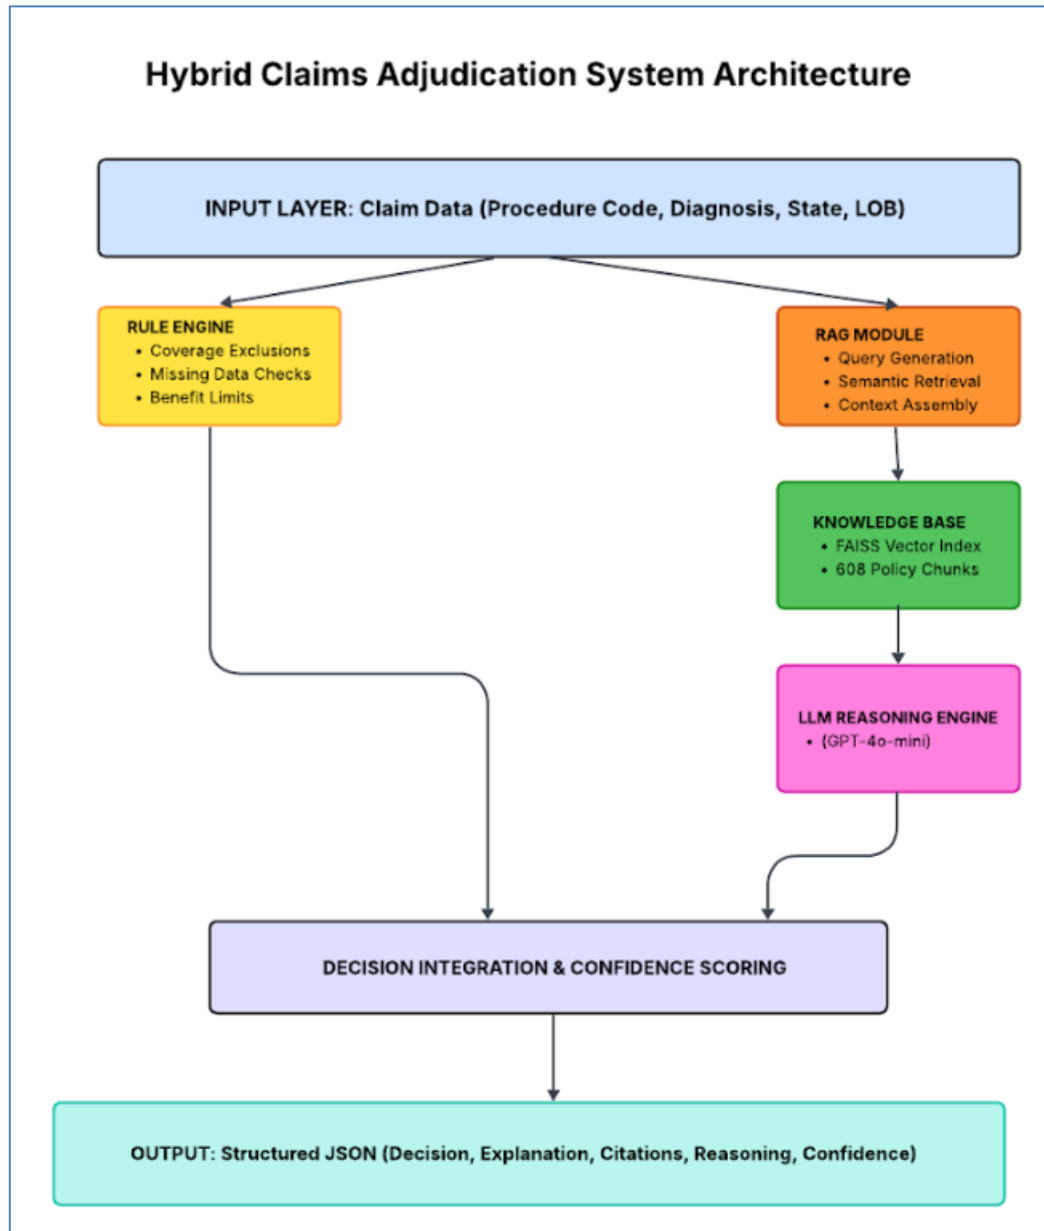 Hybrid Claims Adjudication System Architecture
INPUT LAYER: Claim Data (Procedure Code, Diagnosis, State, LOB)
RULE ENGINE
• Coverage Exclusions
• Missing Data Checks
• Benefit Limits
RAG MODULE
• Query Generation
• Semantic Retrieval
• Context Assembly
KNOWLEDGE BASE
• FAISS Vector Index
• 608 Policy Chunks
LLM REASONING ENGINE
• (GPT-4o-mini)
DECISION INTEGRATION & CONFIDENCE SCORING
OUTPUT: Structured JSON (Decision, Explanation, Citations, Reasoning, Confidence)